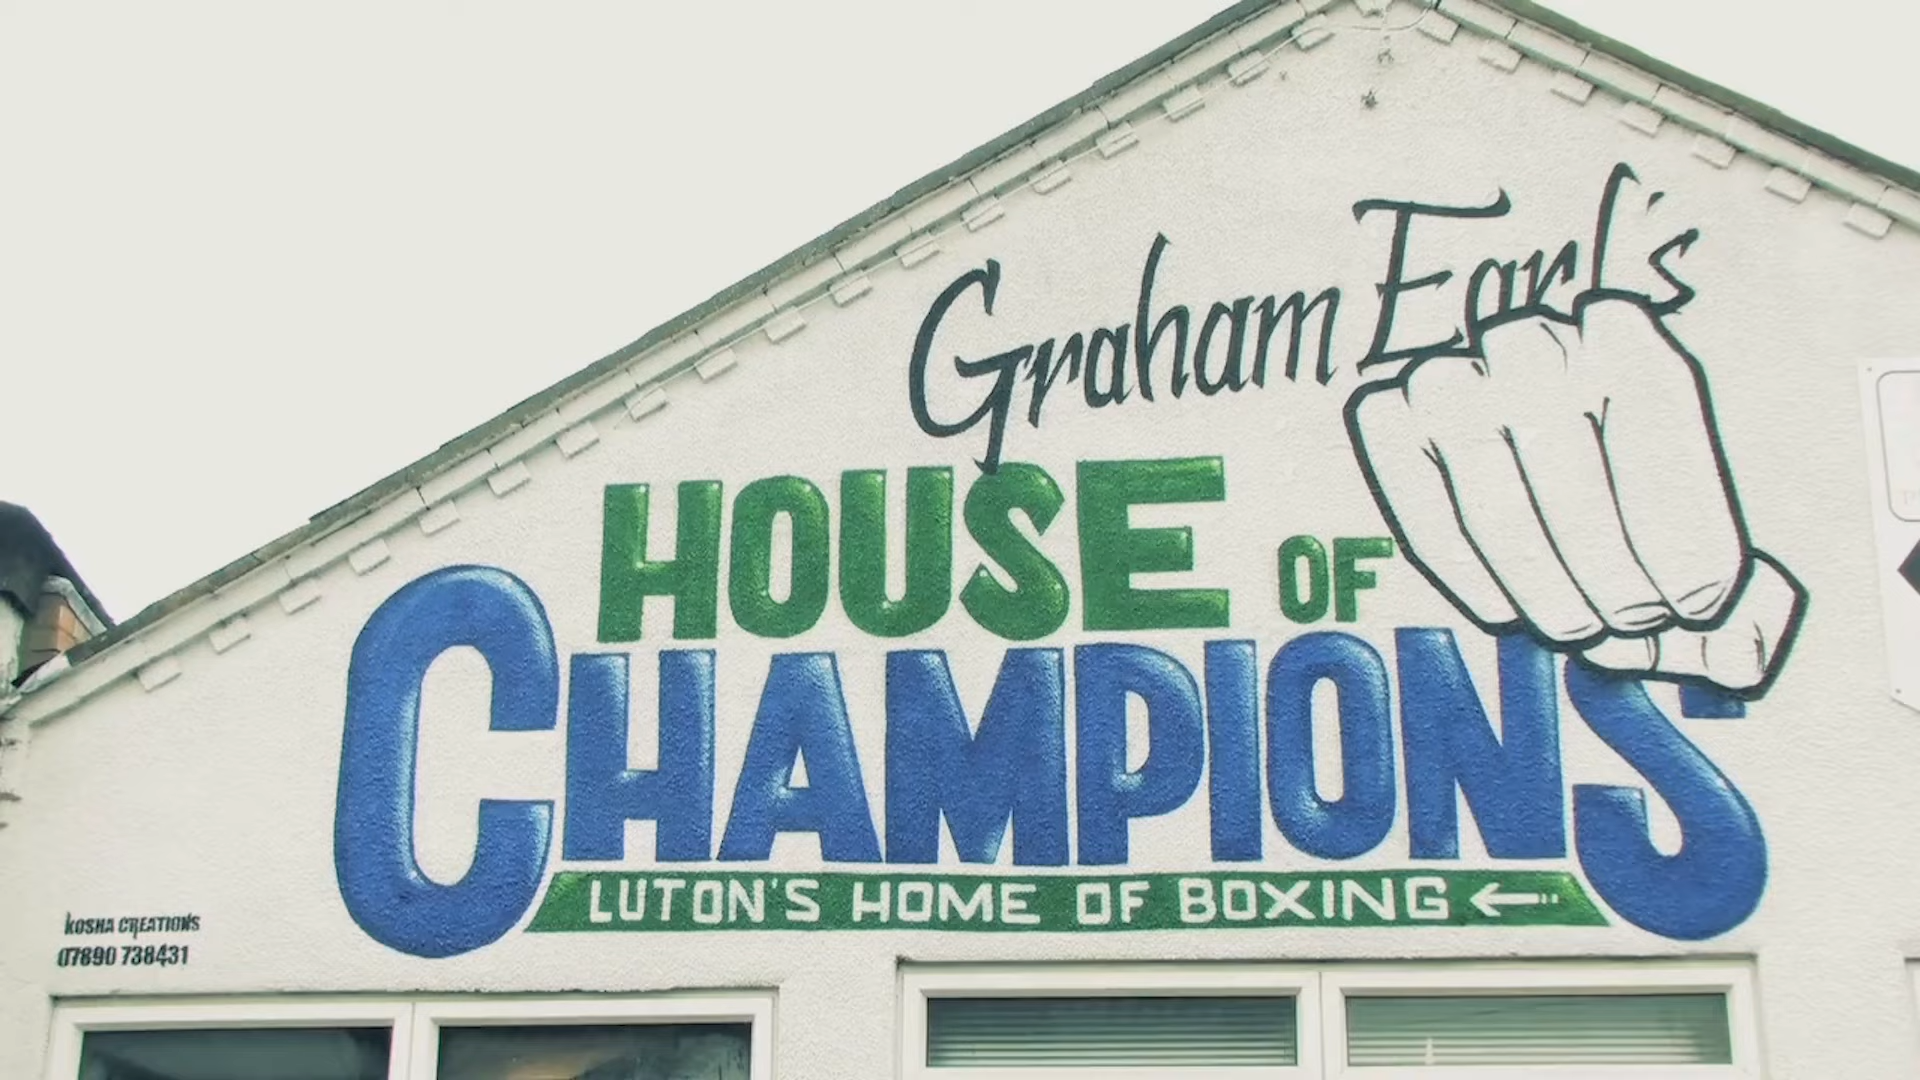 Graham Earl's
HOUSE OF
CHAMPIONS
LUTON'S HOME OF BOXING
KOSHA CREATIONS
07890 738431